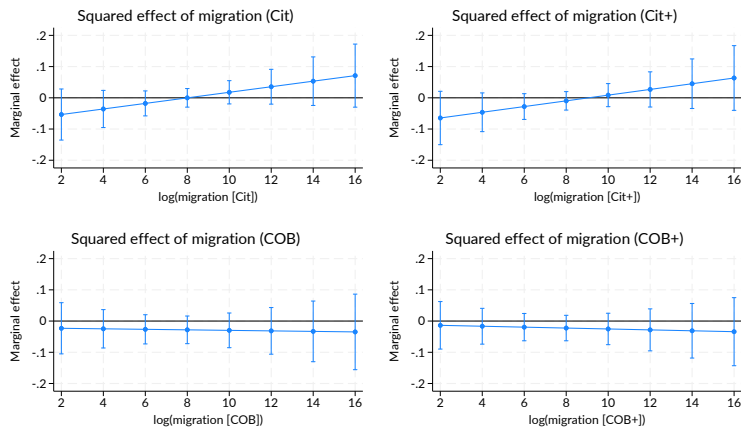 Squared effect of migration (Cit)
Marginal effect
.2
.1
0
-.1
-.2
2 4 6 8 10 12 14 16
log(migration [Cit])
Squared effect of migration (Cit+)
Marginal effect
.2
.1
0
-.1
-.2
2 4 6 8 10 12 14 16
log(migration [Cit+])
Squared effect of migration (COB)
Marginal effect
.2
.1
0
-.1
-.2
2 4 6 8 10 12 14 16
log(migration [COB])
Squared effect of migration (COB+)
Marginal effect
.2
.1
0
-.1
-.2
2 4 6 8 10 12 14 16
log(migration [COB+])